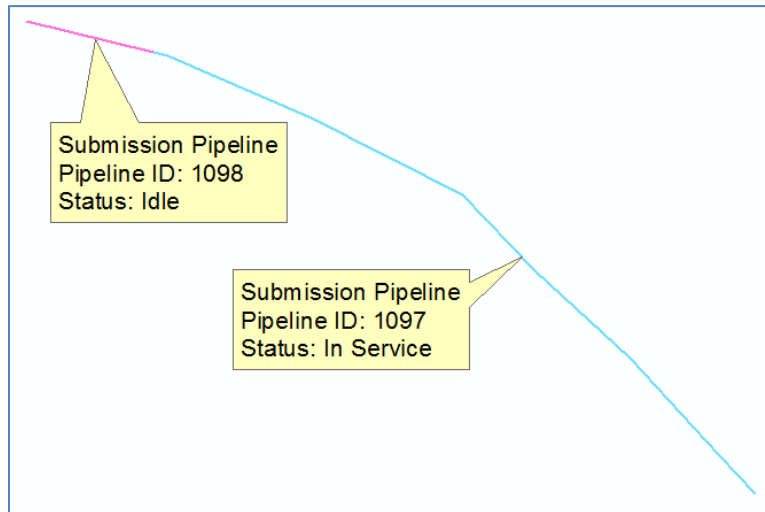 Submission Pipeline
Pipeline ID: 1098
Status: Idle
Submission Pipeline
Pipeline ID: 1097
Status: In Service